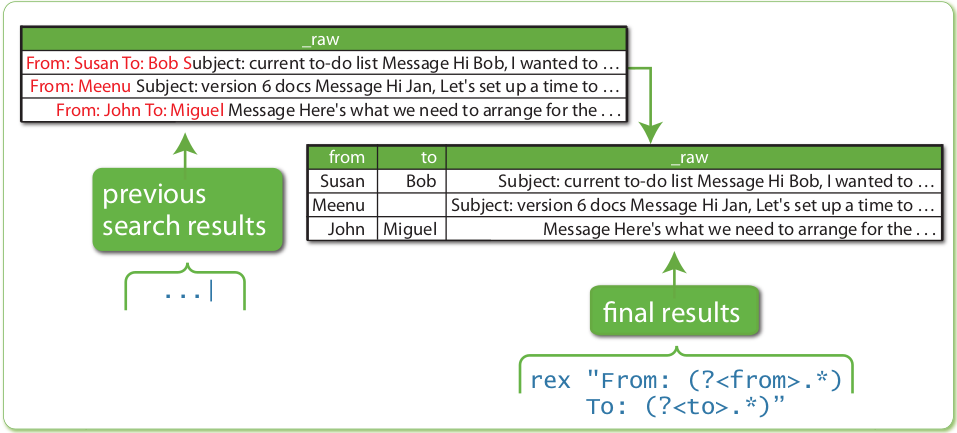 _raw
From: Susan To: Bob Subject: current to-do list Message Hi Bob, I wanted to ...
From: Meenu Subject: version 6 docs Message Hi Jan, Let's set up a time to ...
From: John To: Miguel Message Here's what we need to arrange for the ...
from to _raw
Susan Bob Subject: current to-do list Message Hi Bob, I wanted to ...
Meenu Subject: version 6 docs Message Hi Jan, Let's set up a time to ...
John Miguel Message Here's what we need to arrange for the ...
previous
search results
...|
final results
rex "From: (?<from>.*)
To: (?<to>.*)”